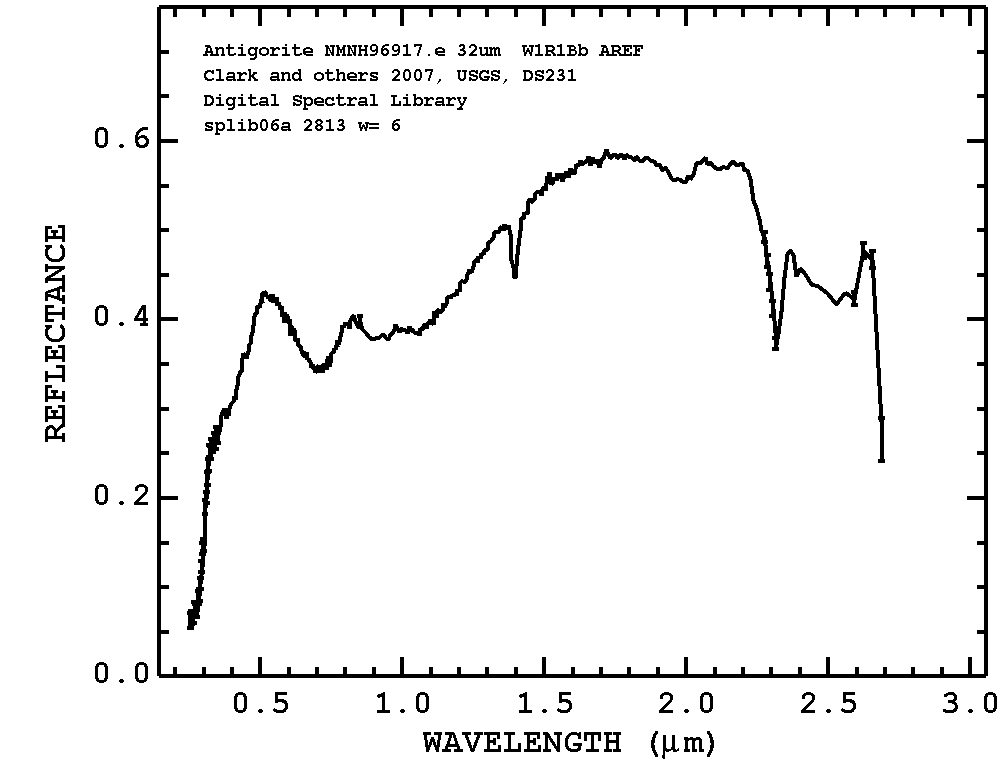 Antigorite NMNH96917.e 32um  W1R1Bb AREF
Clark and others 2007, USGS, DS231
Digital Spectral Library
splib06a 2813 w= 6
0.6
0.4
0.2
0.0
REFLECTANCE
0.5 1.0 1.5 2.0 2.5 3.0
WAVELENGTH (μm)